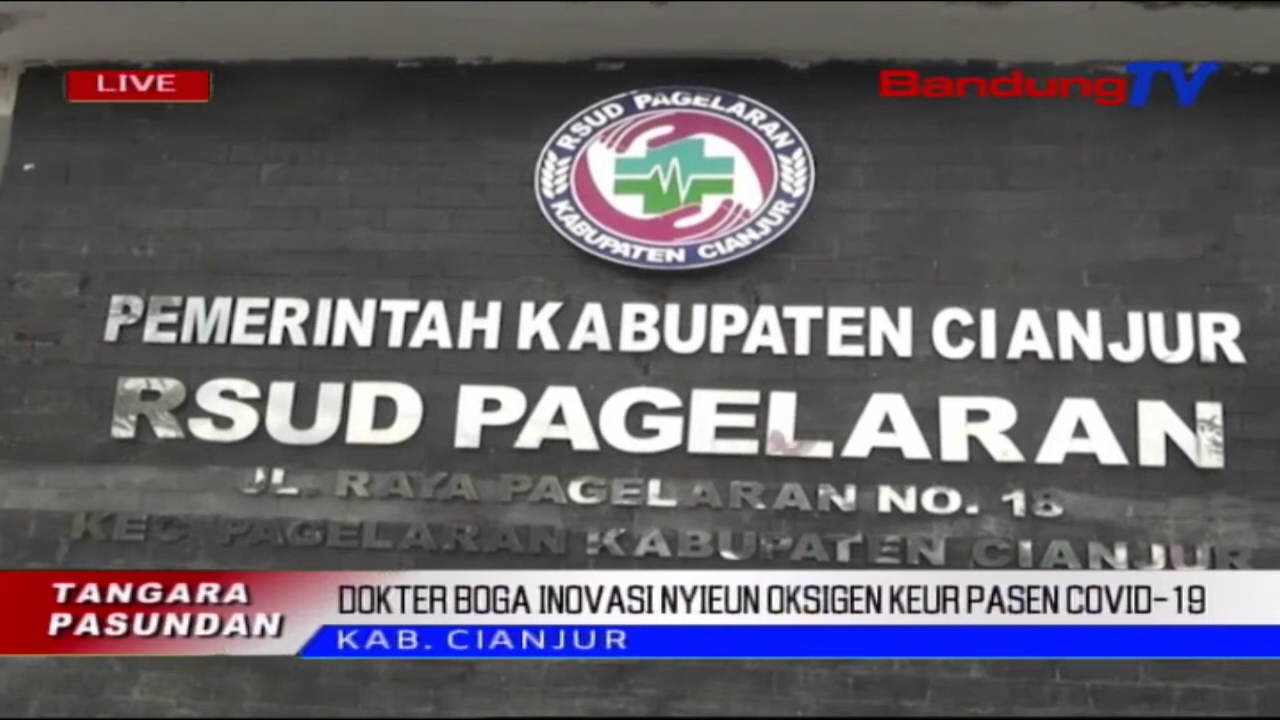 LIVE
BandungTV
RSUD PAGELARAN
KABUPATEN CIANJUR
PEMERINTAH KABUPATEN CIANJUR
RSUD PAGELARAN
JL. RAYA PAGELARAN NO. 18
KEC. PAGELARAN KABUPATEN CIANJUR
TANGARA
PASUNDAN
DOKTER BOGA INOVASI NYIEUN OKSIGEN KEUR PASEN COVID-19
KAB. CIANJUR